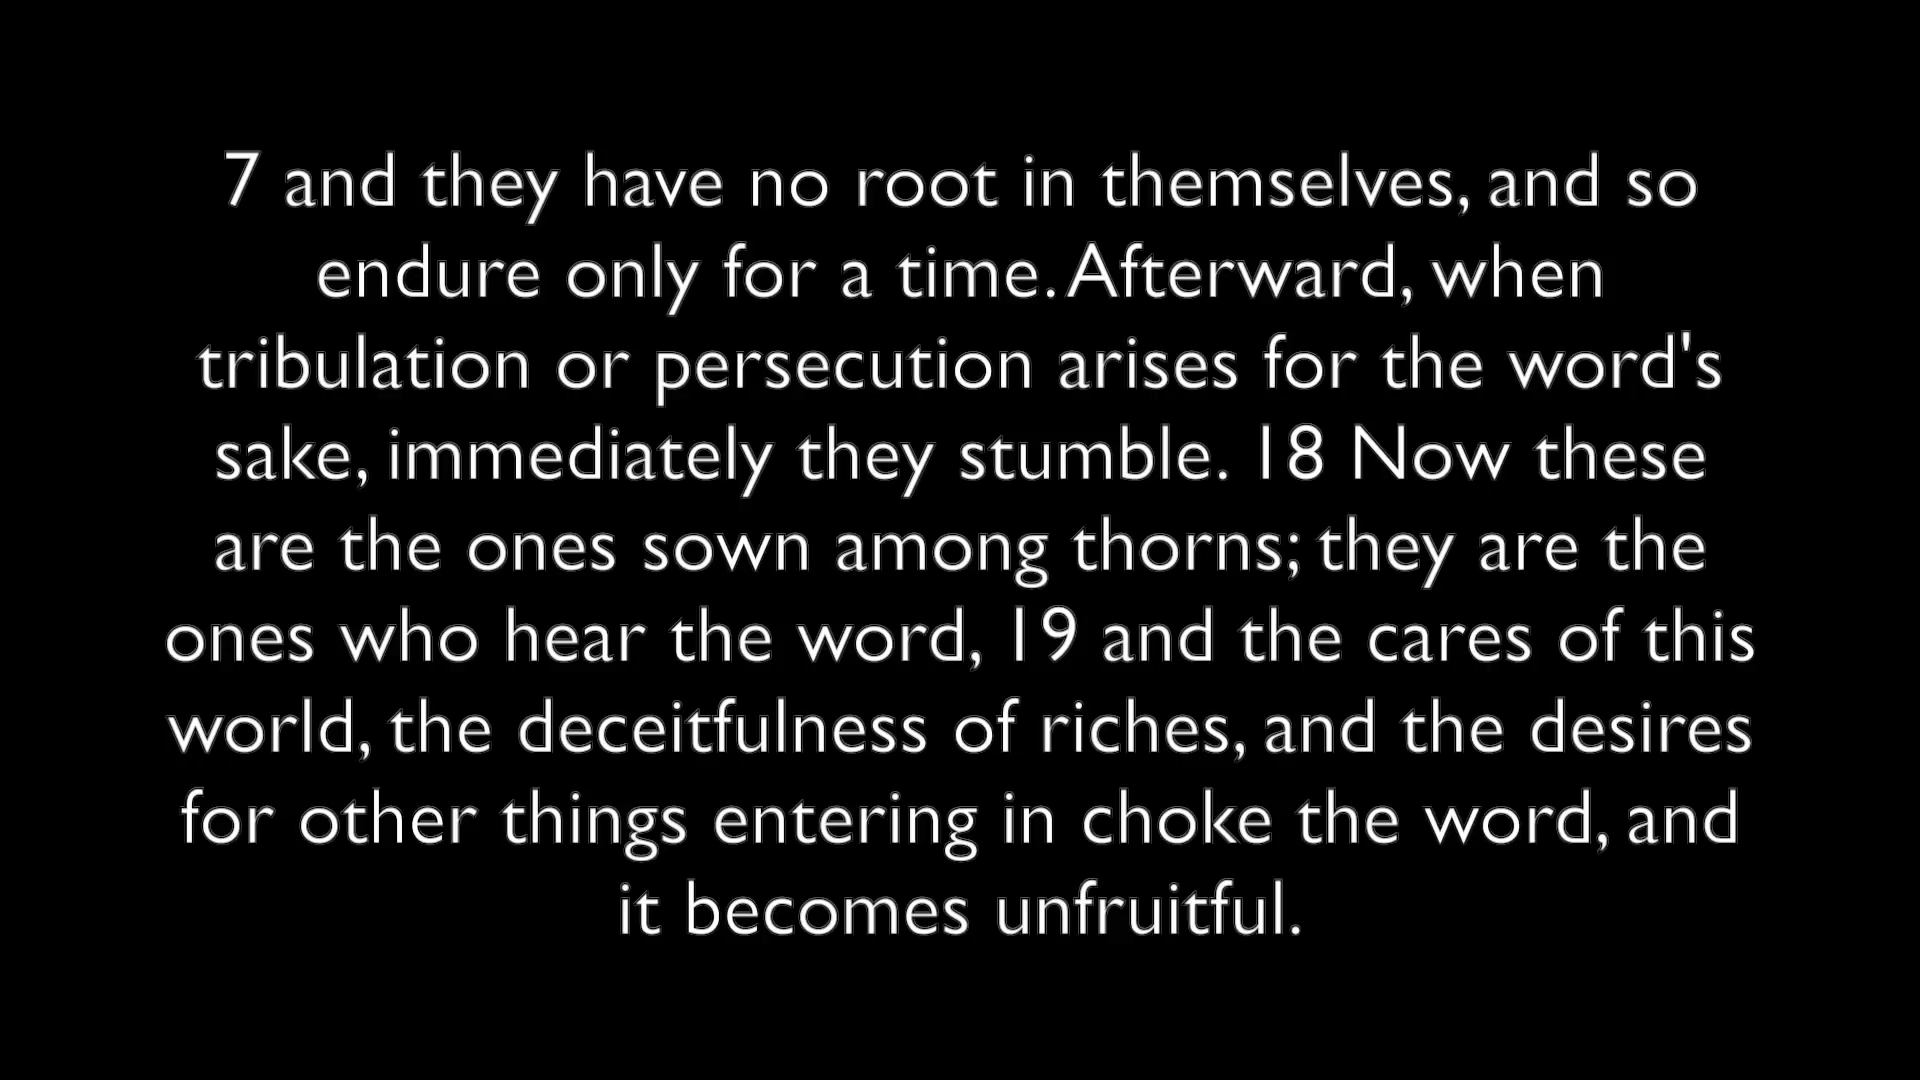 7 and they have no root in themselves, and so
endure only for a time. Afterward, when
tribulation or persecution arises for the word's
sake, immediately they stumble. 18 Now these
are the ones sown among thorns; they are the
ones who hear the word, 19 and the cares of this
world, the deceitfulness of riches, and the desires
for other things entering in choke the word, and
it becomes unfruitful.